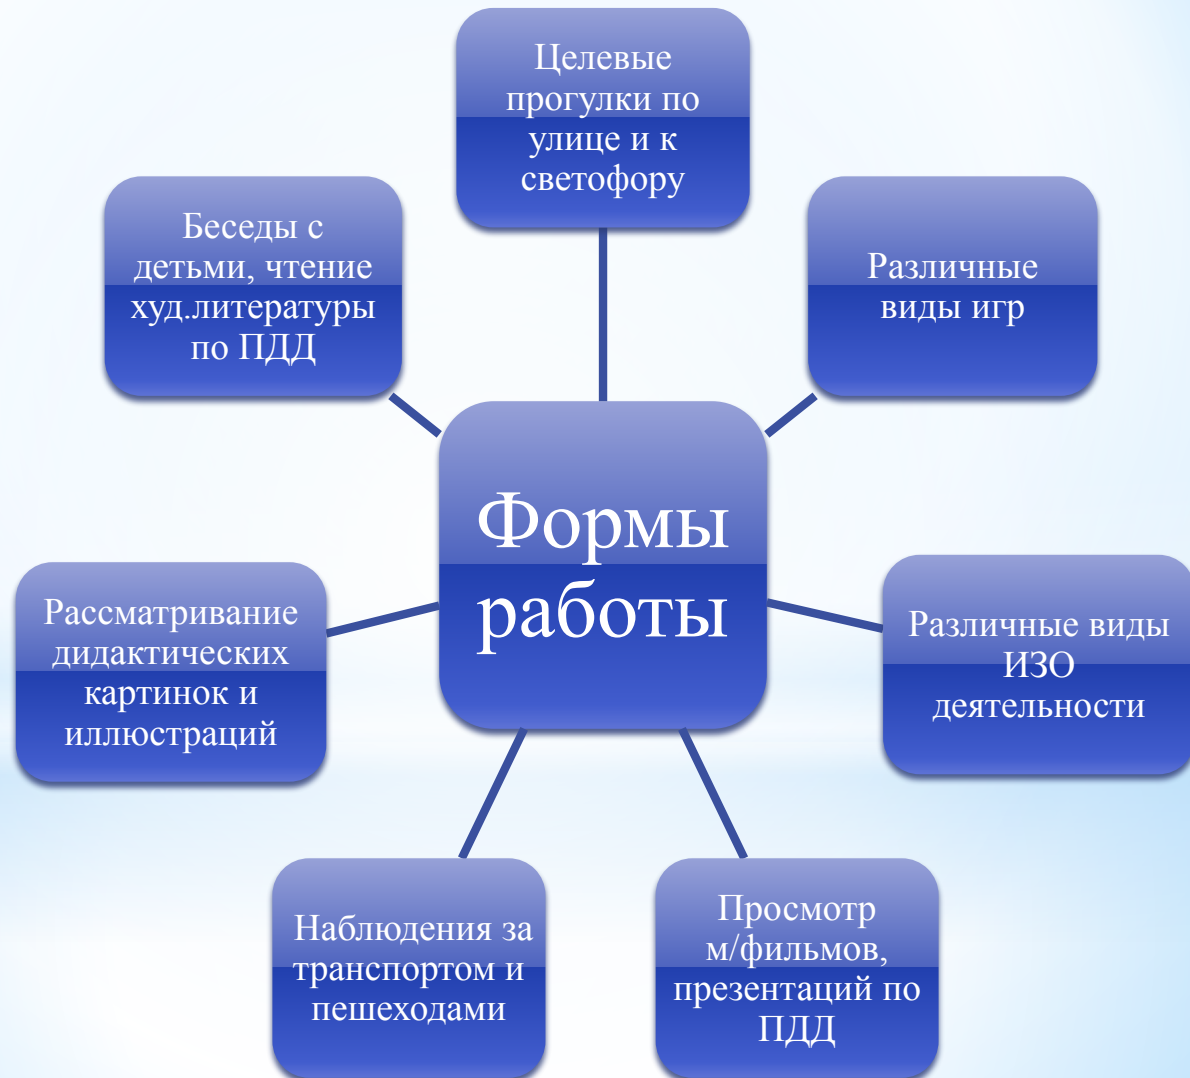 Целевые
прогулки по
улице и к
светофору
Беседы с
детьми, чтение
худ.литературы
по ПДД
Различные
виды игр
Формы
работы
Рассматривание
дидактических
картинок и
иллюстраций
Различные виды
ИЗО
деятельности
Наблюдения за
транспортом и
пешеходами
Просмотр
м/фильмов,
презентаций по
ПДД